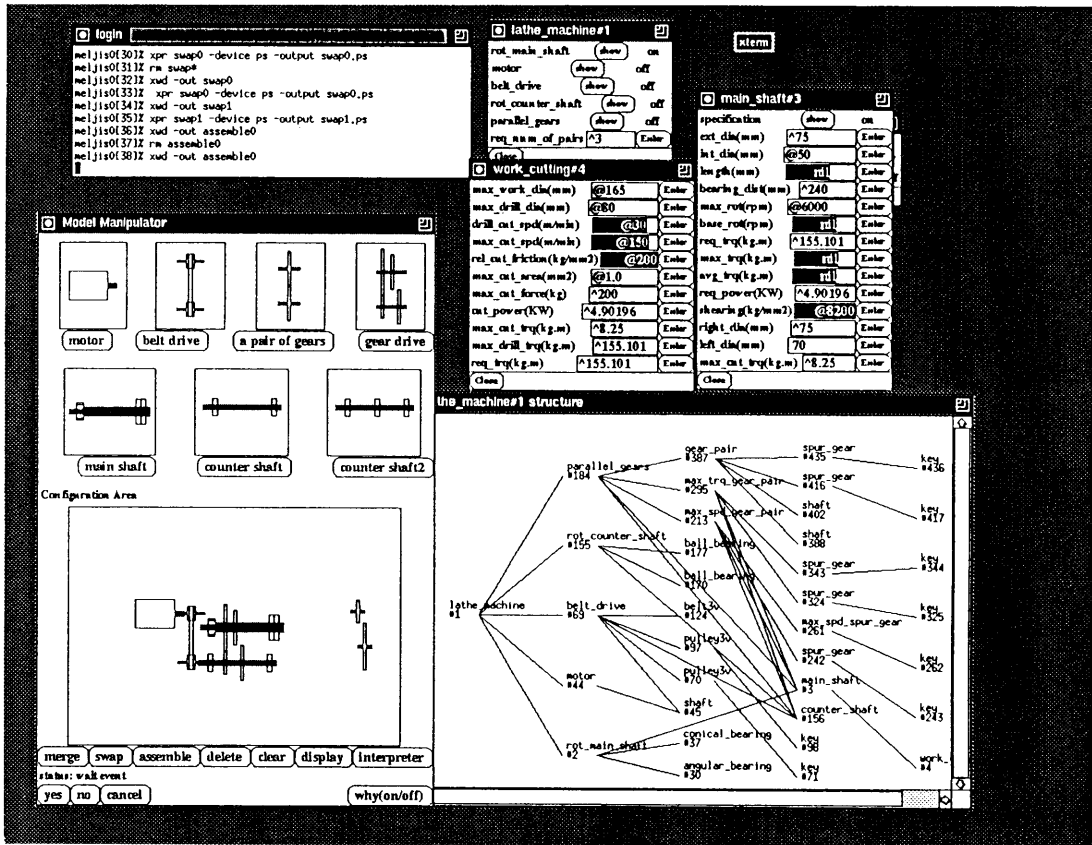 login
meljis0[30]% xpr swap0 -device ps -output swap0.ps
meljis0[31]% rm swap*
meljis0[32]% xwd -out swap0
meljis0[33]% xpr swap0 -device ps -output swap0.ps
meljis0[34]% xwd -out swap1
meljis0[35]% xpr swap1 -device ps -output swap1.ps
meljis0[36]% xwd -out assemble0
meljis0[37]% rm assemble0
meljis0[38]% xwd -out assemble0
lathe_machine#1
rot_main_shaft show on
motor show off
belt_drive show off
rot_counter_shaft show off
parallel_gears show off
req_num_of_pairs ^3 Enter
Close
xterm
main_shaft#3
specification show on
ext_dia(mm) ^75 Enter
int_dia(mm) @50 Enter
length(mm) Enter
bearing_dist(mm) ^240 Enter
max_rot(rpm) @6000 Enter
base_rot(rpm) Enter
req_trq(kg.m) ^155.101 Enter
max_trq(kg.m) Enter
avg_trq(kg.m) Enter
req_power(KW) ^4.90196 Enter
shearing(kg/mm2) @8200 Enter
right_dia(mm) ^75 Enter
left_dia(mm) 70 Enter
max_cut_trq(kg.m) ^8.25 Enter
Close
work_cutting#4
max_work_dia(mm) @165 Enter
max_drill_dia(mm) @80 Enter
drill_cut_spd(m/min) @30 Enter
max_cut_spd(m/min) @150 Enter
rel_cut_friction(kg/mm2) @200 Enter
max_cut_area(mm2) @1.0 Enter
max_cut_force(kg) ^200 Enter
cut_power(KW) ^4.90196 Enter
max_cut_trq(kg.m) ^8.25 Enter
max_drill_trq(kg.m) ^155.101 Enter
req_trq(kg.m) ^155.101 Enter
Close
Model Manipulator
motor belt drive a pair of gears gear drive
main shaft counter shaft counter shaft2
Configuration Area
merge swap assemble delete clear display interpreter
status: wait event
yes no cancel why(on/off)
the_machine#1 structure
lathe_machine
#1
parallel_gears
#184
rot_counter_shaft
#155
belt_drive
#69
motor
#44
rot_main_shaft
#2
gear_pair
#387
max_trq_gear_pair
#295
max_spd_gear_pair
#213
ball_bearing
#177
ball_bearing
#170
belt3v
#124
pulley3v
#97
pulley3v
#70
shaft
#45
conical_bearing
#37
angular_bearing
#30
spur_gear
#435
spur_gear
#416
shaft
#402
shaft
#388
spur_gear
#343
spur_gear
#324
max_spd_spur_gear
#261
spur_gear
#242
main_shaft
#3
counter_shaft
#156
key
#98
key
#71
key
#436
key
#417
key
#344
key
#325
key
#262
key
#243
work_
#4